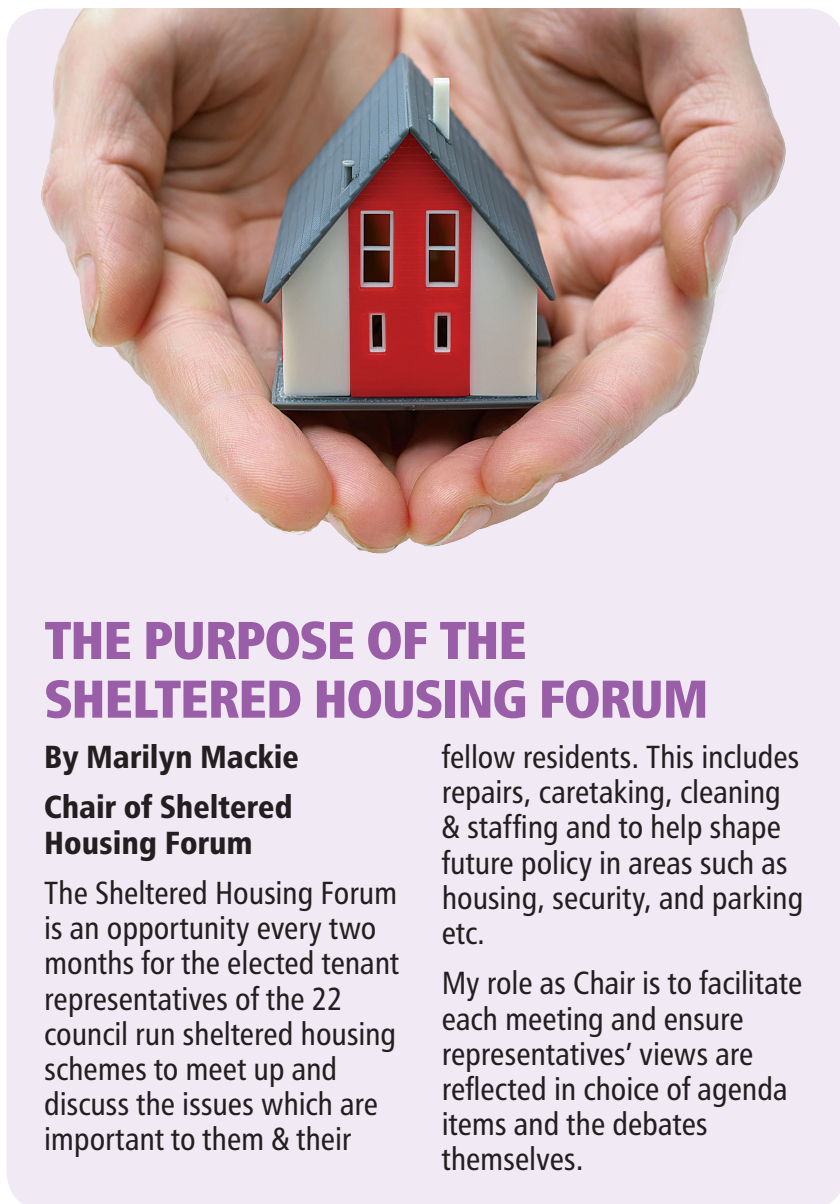 THE PURPOSE OF THE
SHELTERED HOUSING FORUM
By Marilyn Mackie
Chair of Sheltered
Housing Forum
The Sheltered Housing Forum
is an opportunity every two
months for the elected tenant
representatives of the 22
council run sheltered housing
schemes to meet up and
discuss the issues which are
important to them & their
fellow residents. This includes
repairs, caretaking, cleaning
& staffing and to help shape
future policy in areas such as
housing, security, and parking
etc.
My role as Chair is to facilitate
each meeting and ensure
representatives’ views are
reflected in choice of agenda
items and the debates
themselves.